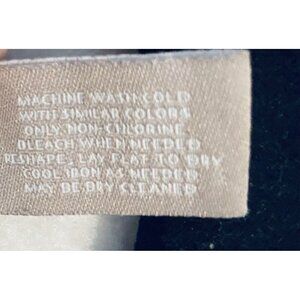 MACHINE WASH COLD
WITH SIMILAR COLORS
ONLY NON-CHLORINE
BLEACH WHEN NEEDED
RESHAPE, LAY FLAT TO DRY
COOL IRON AS NEEDED
MAY BE DRY CLEANED